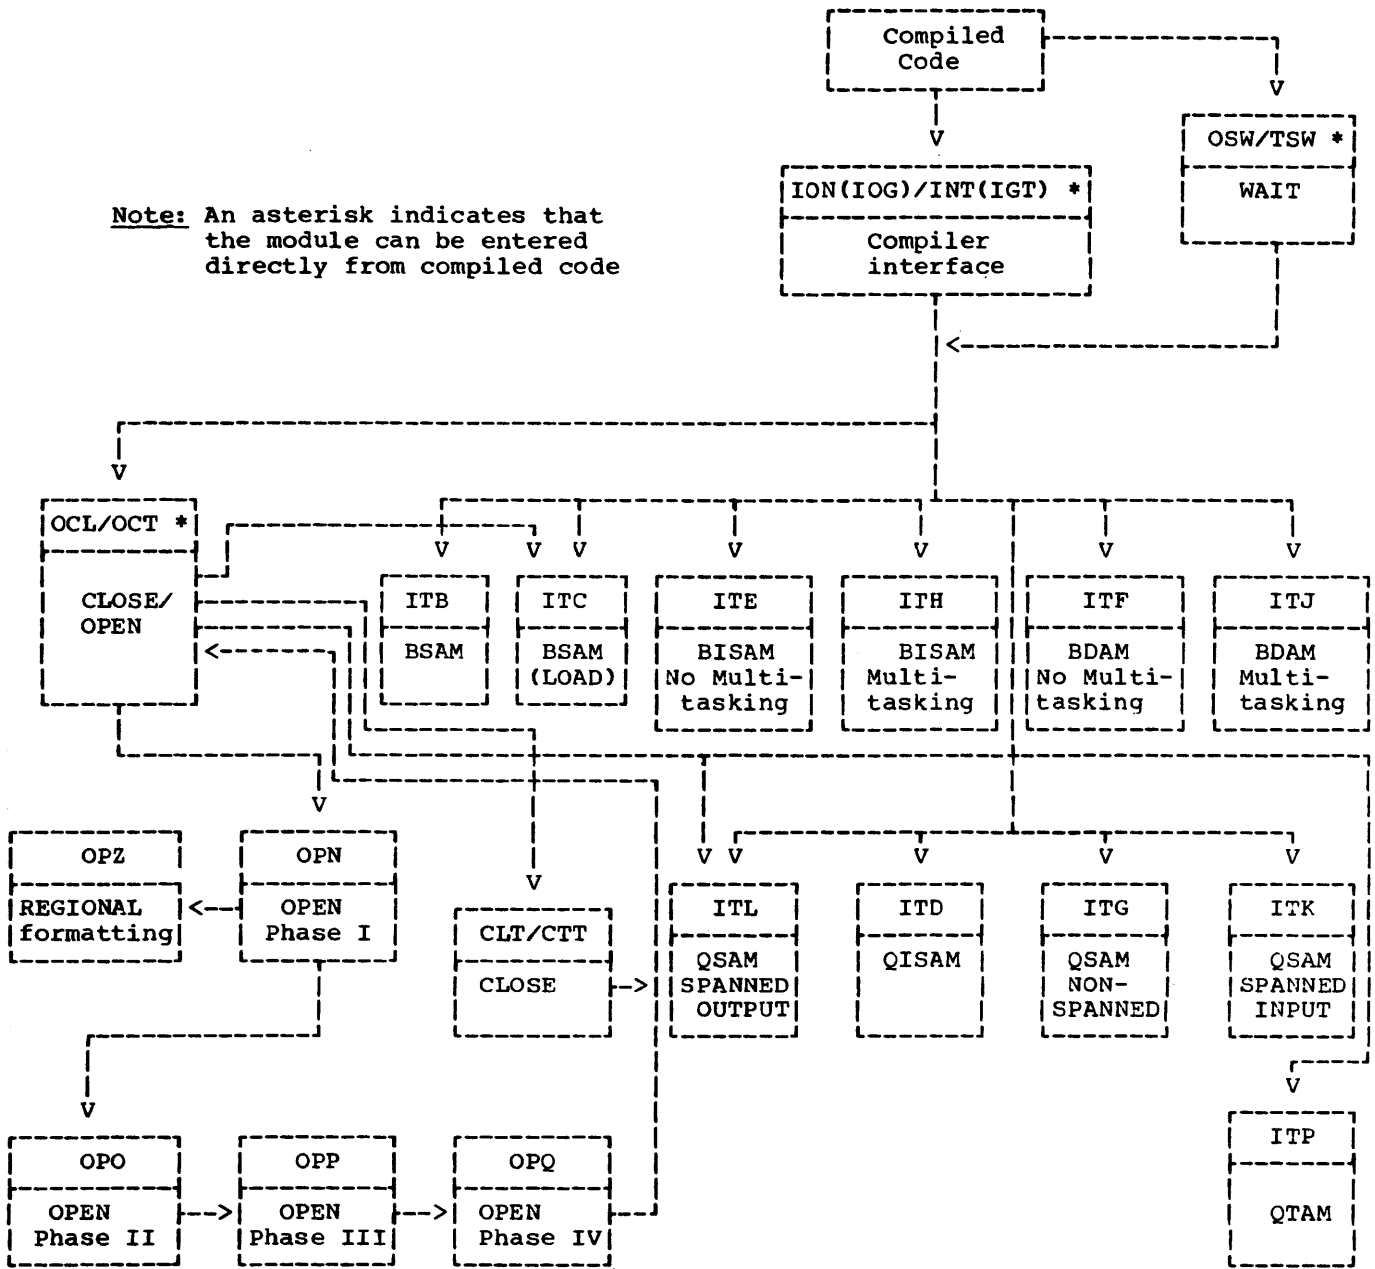 Compiled
Code
OSW/TSW *
WAIT
ION(IOG)/INT(IGT) *
Compiler
interface
Note: An asterisk indicates that
the module can be entered
directly from compiled code
OCL/OCT *
CLOSE/
OPEN
ITB
BSAM
ITC
BSAM
(LOAD)
ITE
BISAM
No Multi-
tasking
ITH
BISAM
Multi-
tasking
ITF
BDAM
No Multi-
tasking
ITJ
BDAM
Multi-
tasking
OPZ
REGIONAL
formatting
OPN
OPEN
Phase I
CLT/CTT
CLOSE
ITL
QSAM
SPANNED
OUTPUT
ITD
QISAM
ITG
QSAM
NON-
SPANNED
ITK
QSAM
SPANNED
INPUT
OPO
OPEN
Phase II
OPP
OPEN
Phase III
OPQ
OPEN
Phase IV
ITP
QTAM